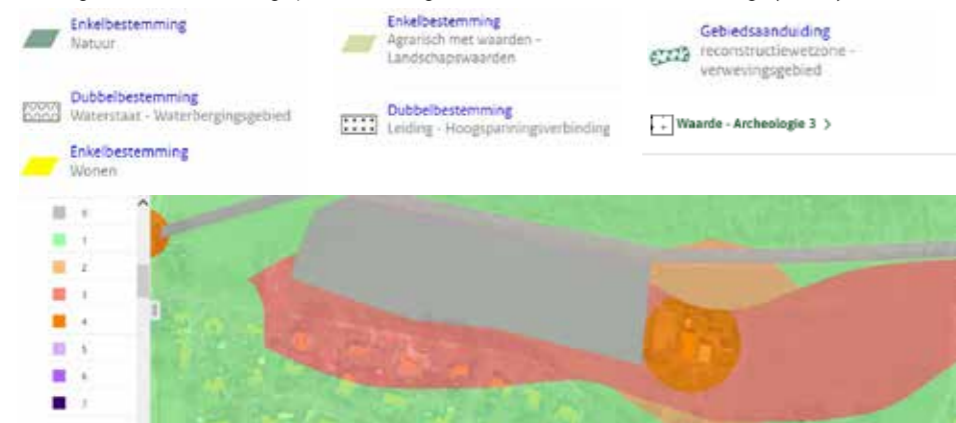 Enkelbestemming
Natuur
Dubbelbestemming
Waterstaat - Waterbergingsgebied
Enkelbestemming
Wonen
Enkelbestemming
Agrarisch met waarden -
Landschapswaarden
Dubbelbestemming
Leiding - Hoogspanningsverbinding
Gebiedsaanduiding
reconstructiewetzone -
verwevingsgebied
Waarde - Archeologie 3 >
0
1
2
3
4
5
6
7